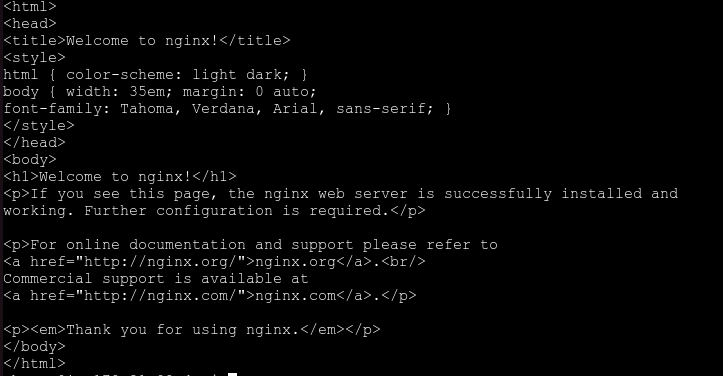 <html>
<head>
<title>Welcome to nginx!</title>
<style>
html { color-scheme: light dark; }
body { width: 35em; margin: 0 auto;
font-family: Tahoma, Verdana, Arial, sans-serif; }
</style>
</head>
<body>
<h1>Welcome to nginx!</h1>
<p>If you see this page, the nginx web server is successfully installed and
working. Further configuration is required.</p>

<p>For online documentation and support please refer to
<a href="http://nginx.org/">nginx.org</a>.<br/>
Commercial support is available at
<a href="http://nginx.com/">nginx.com</a>.</p>

<p><em>Thank you for using nginx.</em></p>
</body>
</html>